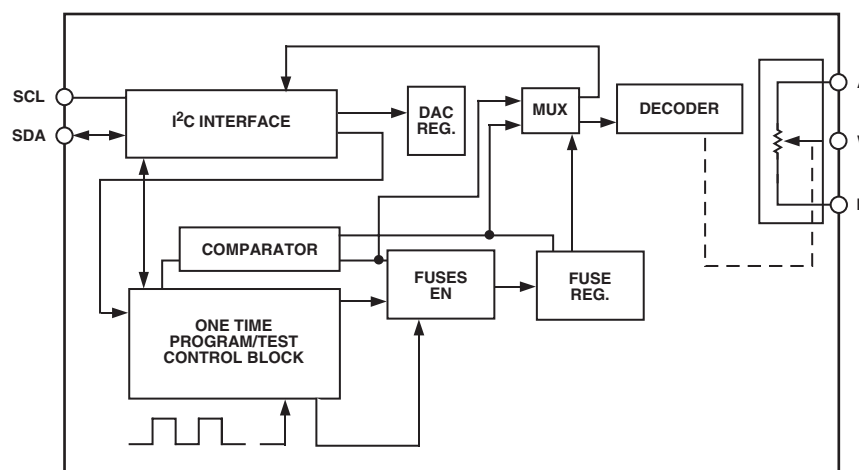 SCL
SDA
I²C INTERFACE
DAC
REG.
MUX
DECODER
A
COMPARATOR
FUSES
EN
FUSE
REG.
ONE TIME
PROGRAM/TEST
CONTROL BLOCK